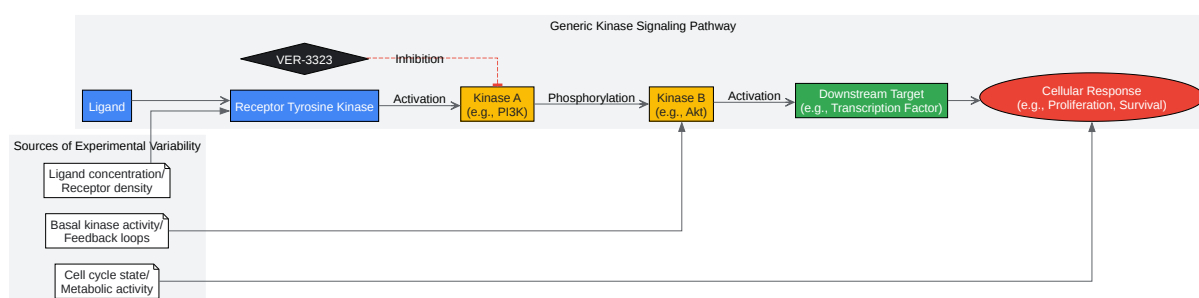 Generic Kinase Signaling Pathway
VER-3323
Inhibition
Ligand
Receptor Tyrosine Kinase
Activation
Kinase A
(e.g., PI3K)
Phosphorylation
Kinase B
(e.g., Akt)
Activation
Downstream Target
(e.g., Transcription Factor)
Cellular Response
(e.g., Proliferation, Survival)
Sources of Experimental Variability
Ligand concentration/
Receptor density
Basal kinase activity/
Feedback loops
Cell cycle state/
Metabolic activity